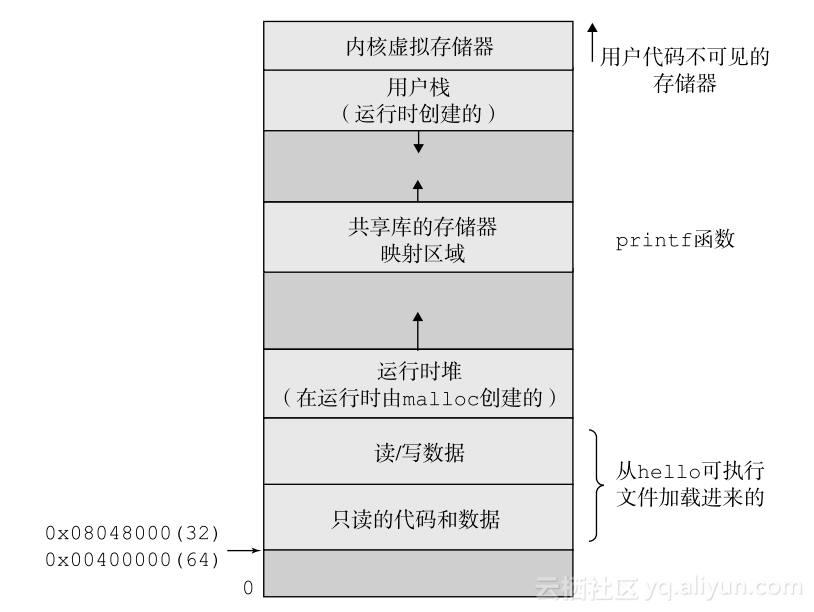 内核虚拟存储器
用户代码不可见的
存储器
用户栈
（运行时创建的）
共享库的存储器
映射区域
printf函数
运行时堆
（在运行时由malloc创建的）
读/写数据
从hello可执行
文件加载进来的
只读的代码和数据
0x08048000(32)
0x00400000(64)
0
云栖社区 yq.aliyun.com